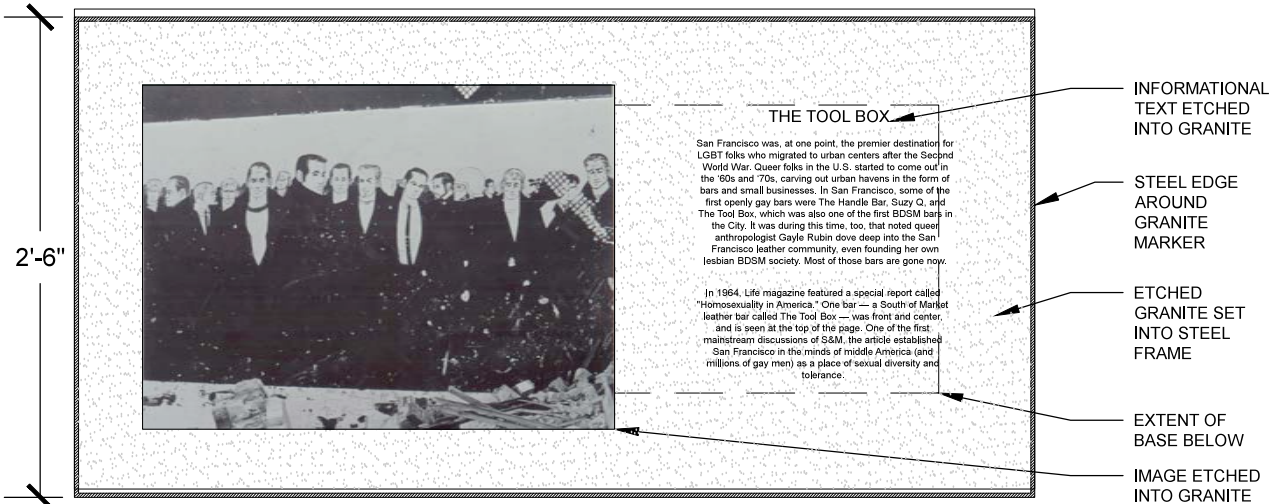 2'-6"
THE TOOL BOX
San Francisco was, at one point, the premier destination for
LGBT folks who migrated to urban centers after the Second
World War. Queer folks in the U.S. started to come out in
the '60s and '70s, carving out urban havens in the form of
bars and small businesses. In San Francisco, some of the
first openly gay bars were The Handle Bar, Suzy Q, and
The Tool Box, which was also one of the first BDSM bars in
the City. It was during this time, too, that noted queer
anthropologist Gayle Rubin dove deep into the San
Francisco leather community, even founding her own
lesbian BDSM society. Most of those bars are gone now.
In 1964, Life magazine featured a special report called
"Homosexuality in America." One bar — a South of Market
leather bar called The Tool Box — was front and center,
and is seen at the top of the page. One of the first
mainstream discussions of S&M, the article established
San Francisco in the minds of middle America (and
millions of gay men) as a place of sexual diversity and
tolerance.
INFORMATIONAL
TEXT ETCHED
INTO GRANITE
STEEL EDGE
AROUND
GRANITE
MARKER
ETCHED
GRANITE SET
INTO STEEL
FRAME
EXTENT OF
BASE BELOW
IMAGE ETCHED
INTO GRANITE